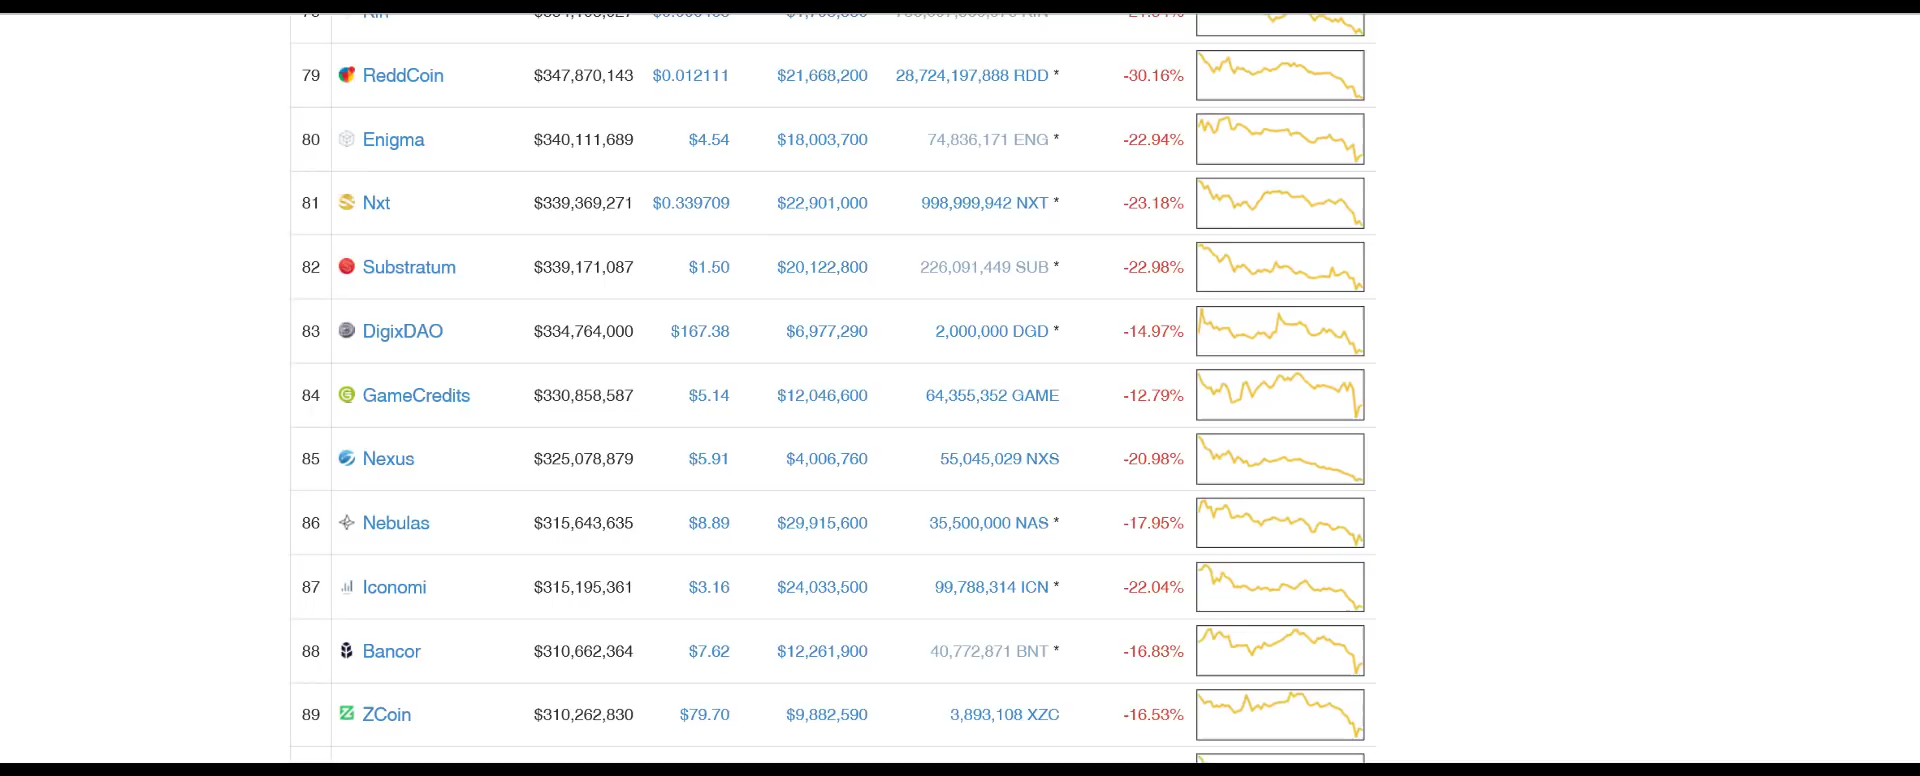 79 ReddCoin $347,870,143 $0.012111 $21,668,200 28,724,197,888 RDD * -30.16%
80 Enigma $340,111,689 $4.54 $18,003,700 74,836,171 ENG * -22.94%
81 Nxt $339,369,271 $0.339709 $22,901,000 998,999,942 NXT * -23.18%
82 Substratum $339,171,087 $1.50 $20,122,800 226,091,449 SUB * -22.98%
83 DigixDAO $334,764,000 $167.38 $6,977,290 2,000,000 DGD * -14.97%
84 GameCredits $330,858,587 $5.14 $12,046,600 64,355,352 GAME -12.79%
85 Nexus $325,078,879 $5.91 $4,006,760 55,045,029 NXS -20.98%
86 Nebulas $315,643,635 $8.89 $29,915,600 35,500,000 NAS * -17.95%
87 Iconomi $315,195,361 $3.16 $24,033,500 99,788,314 ICN * -22.04%
88 Bancor $310,662,364 $7.62 $12,261,900 40,772,871 BNT * -16.83%
89 ZCoin $310,262,830 $79.70 $9,882,590 3,893,108 XZC -16.53%